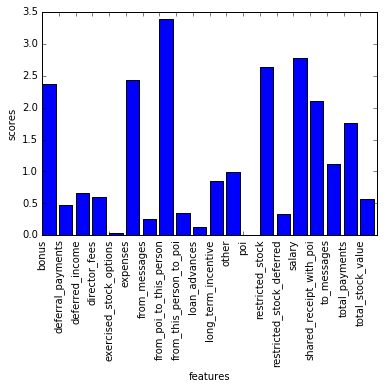 3.5
3.0
2.5
2.0
1.5
1.0
0.5
0.0
scores
bonus
deferral_payments
deferred_income
director_fees
exercised_stock_options
expenses
from_messages
from_poi_to_this_person
from_this_person_to_poi
loan_advances
long_term_incentive
other
poi
restricted_stock
restricted_stock_deferred
salary
shared_receipt_with_poi
to_messages
total_payments
total_stock_value
features